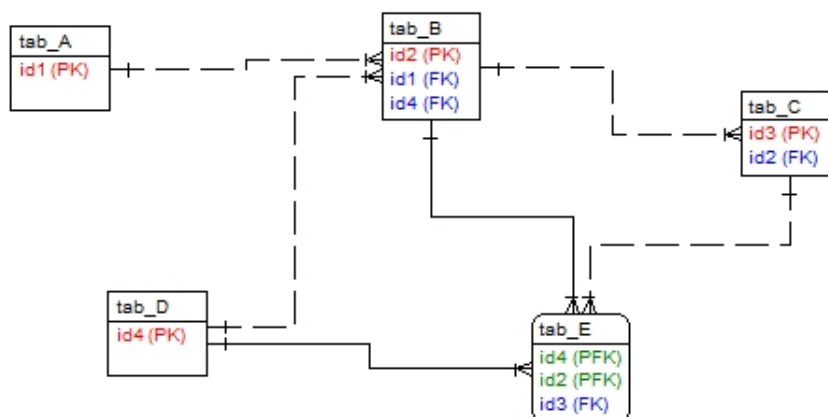 tab_A
id1 (PK)
tab_B
id2 (PK)
id1 (FK)
id4 (FK)
tab_C
id3 (PK)
id2 (FK)
tab_D
id4 (PK)
tab_E
id4 (PFK)
id2 (PFK)
id3 (FK)